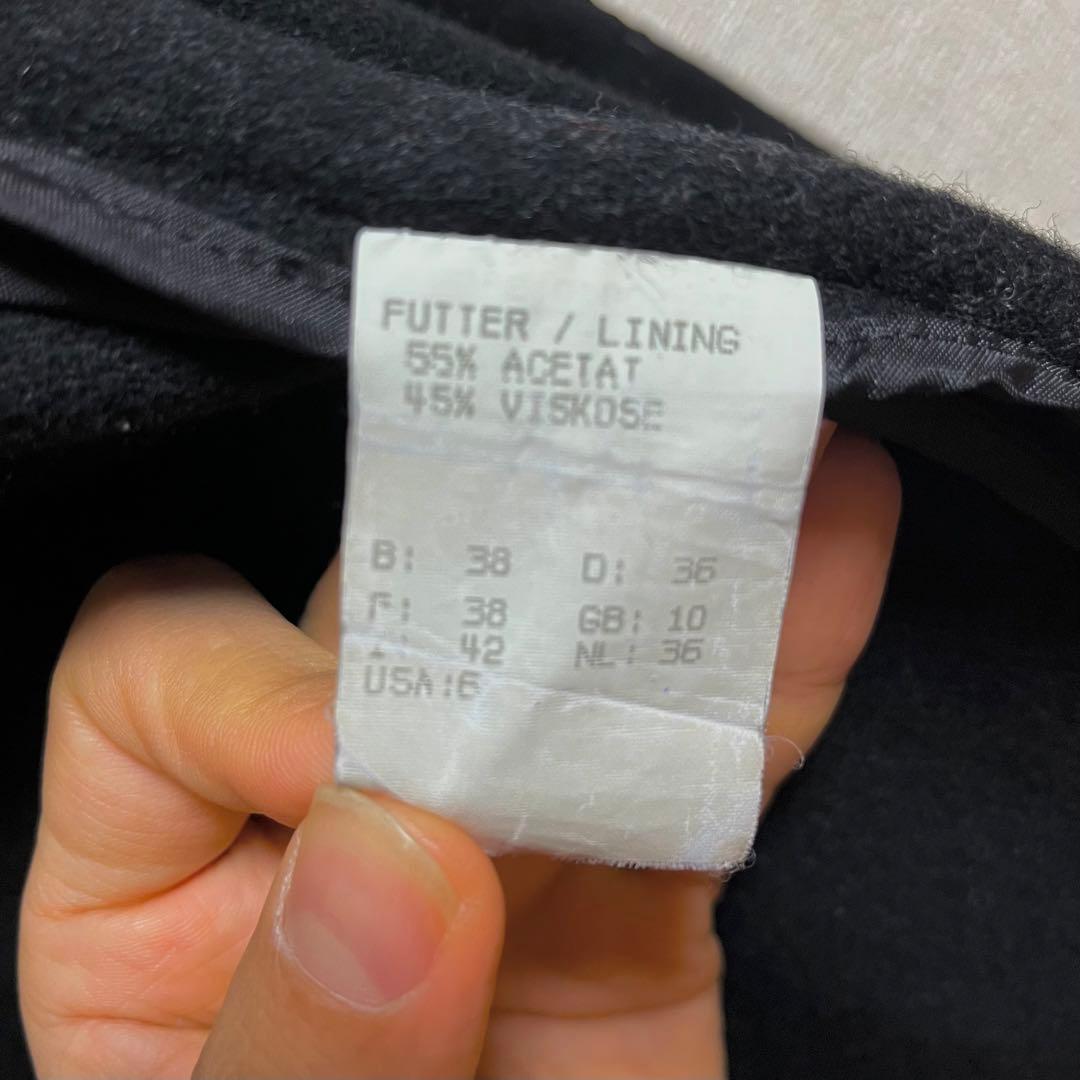 FUTTER / LINING
55% ACETAT
45% VISKOSE
B: 38 D: 36
F: 38 GB: 10
42 NL: 36
USA:6